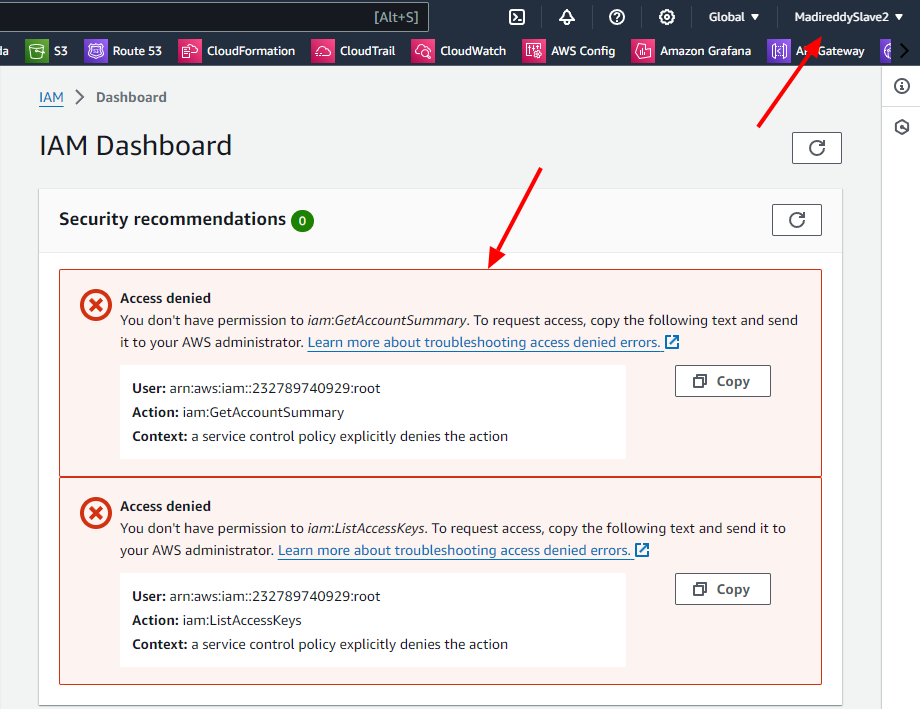 [Alt+S]
Global
MadireddySlave2
da
S3
Route 53
CloudFormation
CloudTrail
CloudWatch
AWS Config
Amazon Grafana
Gateway
IAM
Dashboard
IAM Dashboard
Security recommendations 0
Access denied
You don't have permission to iam:GetAccountSummary. To request access, copy the following text and send
it to your AWS administrator. Learn more about troubleshooting access denied errors.
User: arn:aws:iam::232789740929:root
Action: iam:GetAccountSummary
Context: a service control policy explicitly denies the action
Copy
Access denied
You don't have permission to iam:ListAccessKeys. To request access, copy the following text and send it to
your AWS administrator. Learn more about troubleshooting access denied errors.
User: arn:aws:iam::232789740929:root
Action: iam:ListAccessKeys
Context: a service control policy explicitly denies the action
Copy